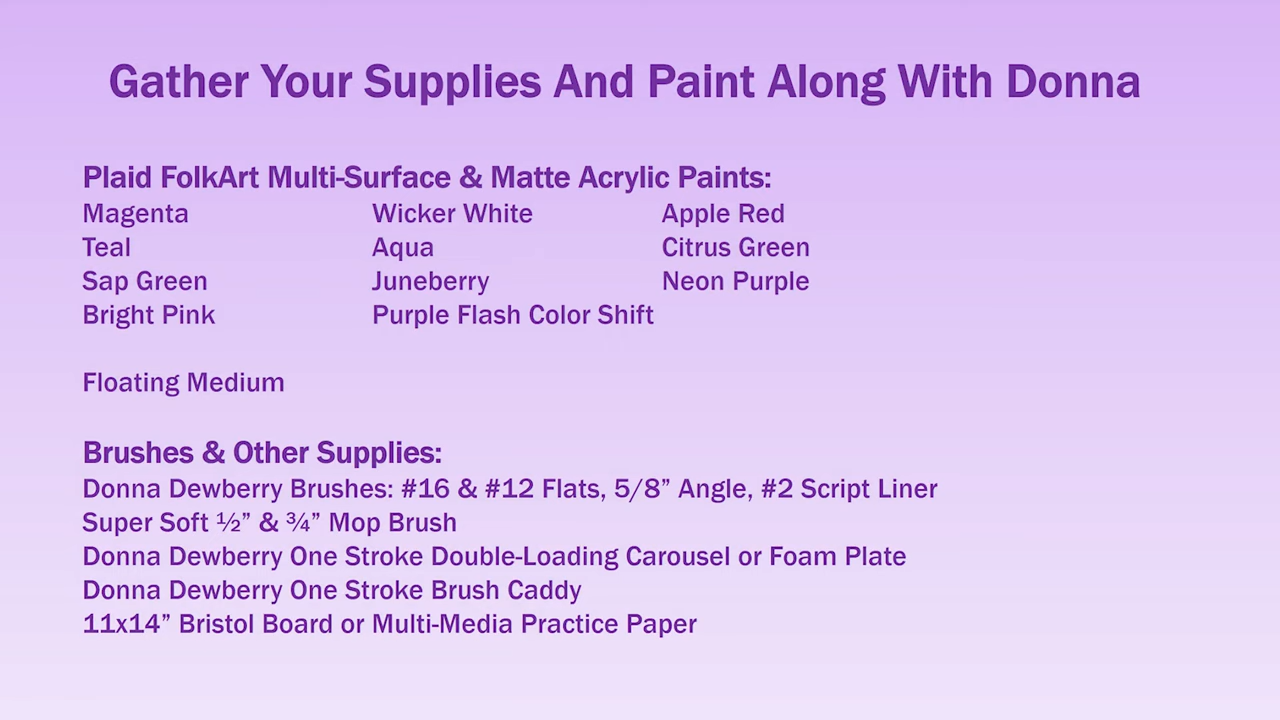 Gather Your Supplies And Paint Along With Donna
Plaid FolkArt Multi-Surface & Matte Acrylic Paints:
Magenta Wicker White Apple Red
Teal Aqua Citrus Green
Sap Green Juneberry Neon Purple
Bright Pink Purple Flash Color Shift
Floating Medium
Brushes & Other Supplies:
Donna Dewberry Brushes: #16 & #12 Flats, 5/8” Angle, #2 Script Liner
Super Soft ½” & ¾” Mop Brush
Donna Dewberry One Stroke Double-Loading Carousel or Foam Plate
Donna Dewberry One Stroke Brush Caddy
11x14” Bristol Board or Multi-Media Practice Paper